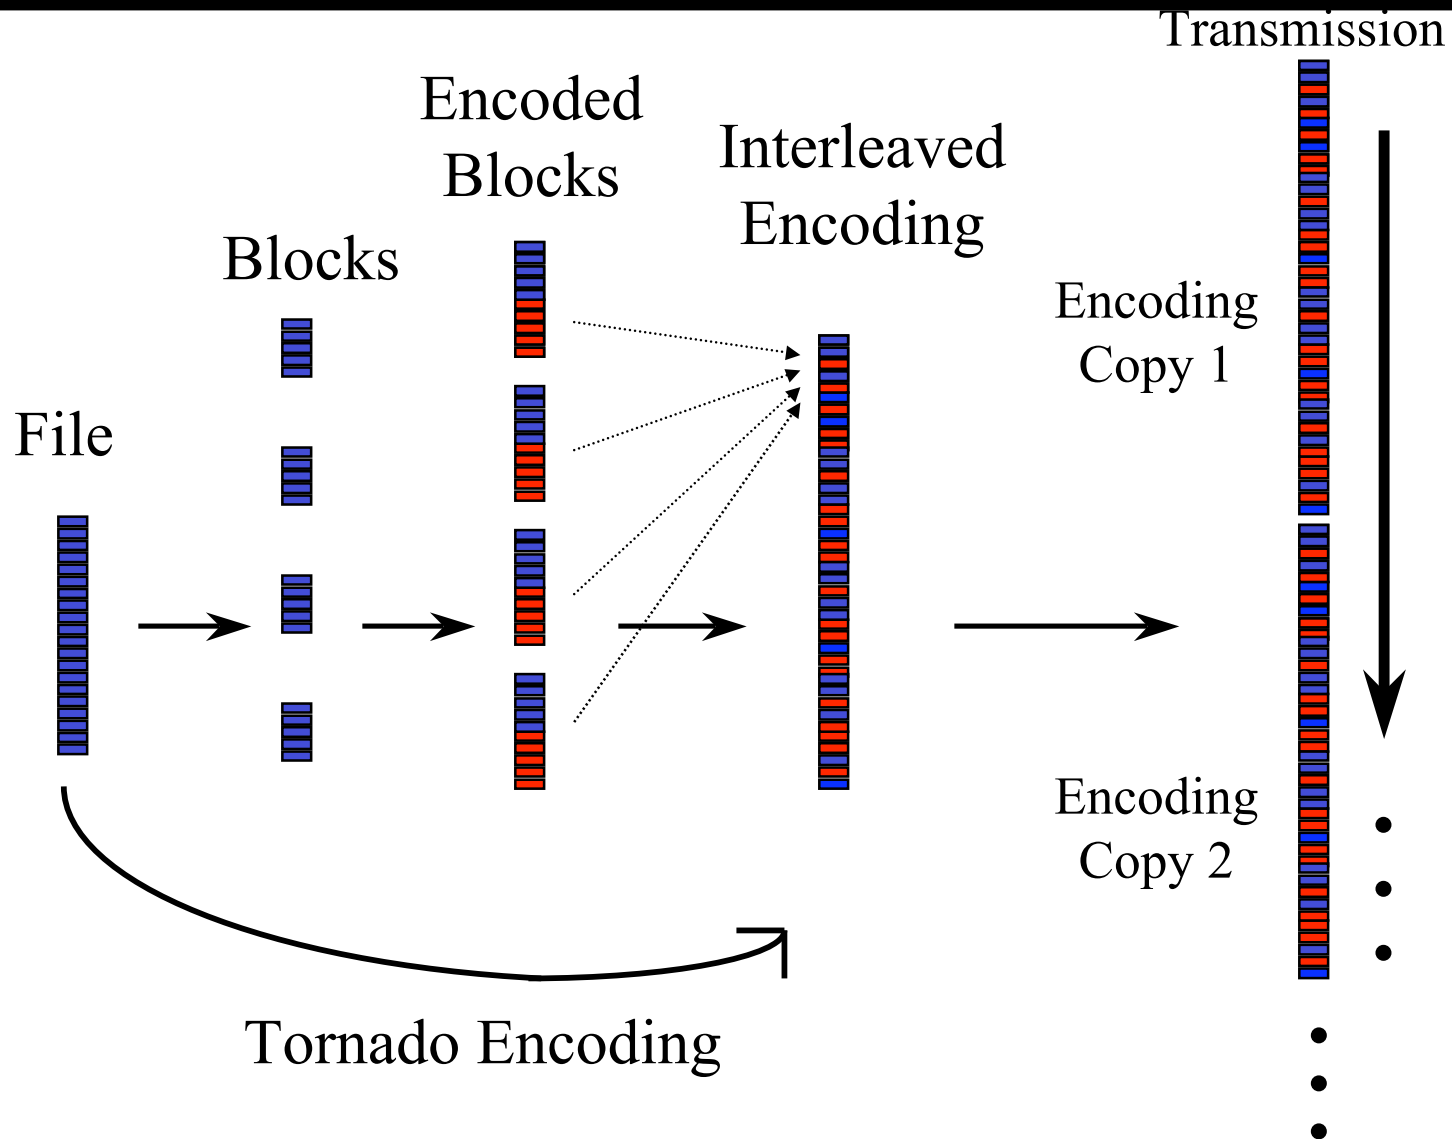 Transmission
Encoded
Blocks
Interleaved
Encoding
Blocks
Encoding
Copy 1
File
Encoding
Copy 2
Tornado Encoding